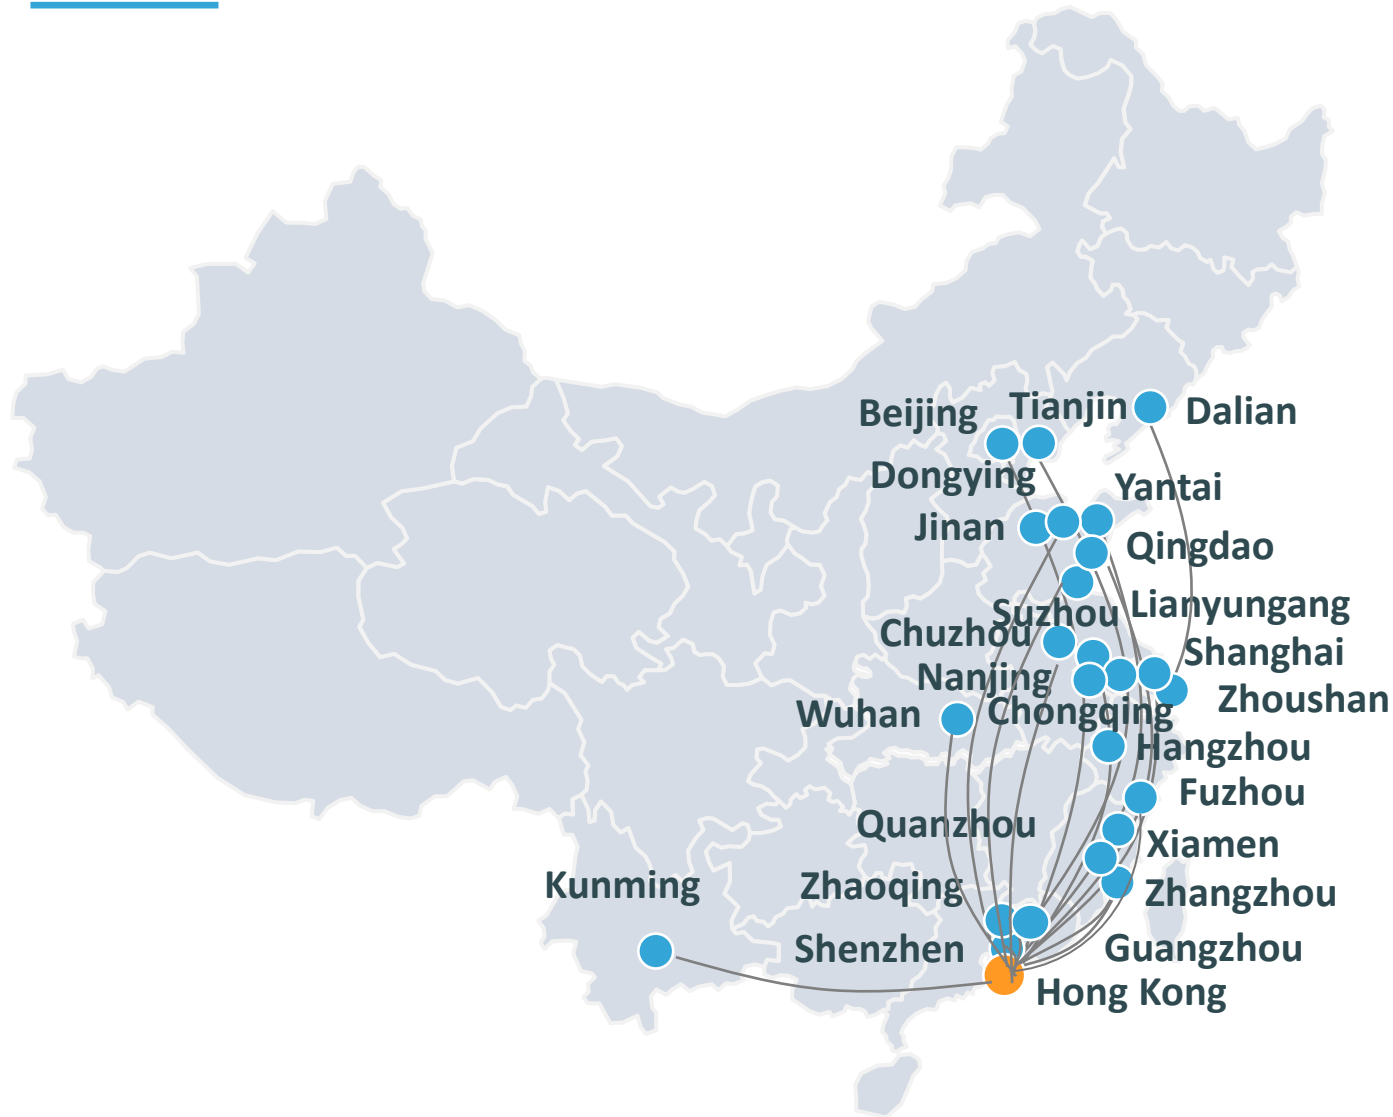 Beijing
Tianjin
Dalian
Dongying
Yantai
Jinan
Qingdao
Suzhou
Lianyungang
Chuzhou
Shanghai
Nanjing
Zhoushan
Wuhan
Chongqing
Hangzhou
Fuzhou
Quanzhou
Xiamen
Kunming
Zhaoqing
Zhangzhou
Shenzhen
Guangzhou
Hong Kong